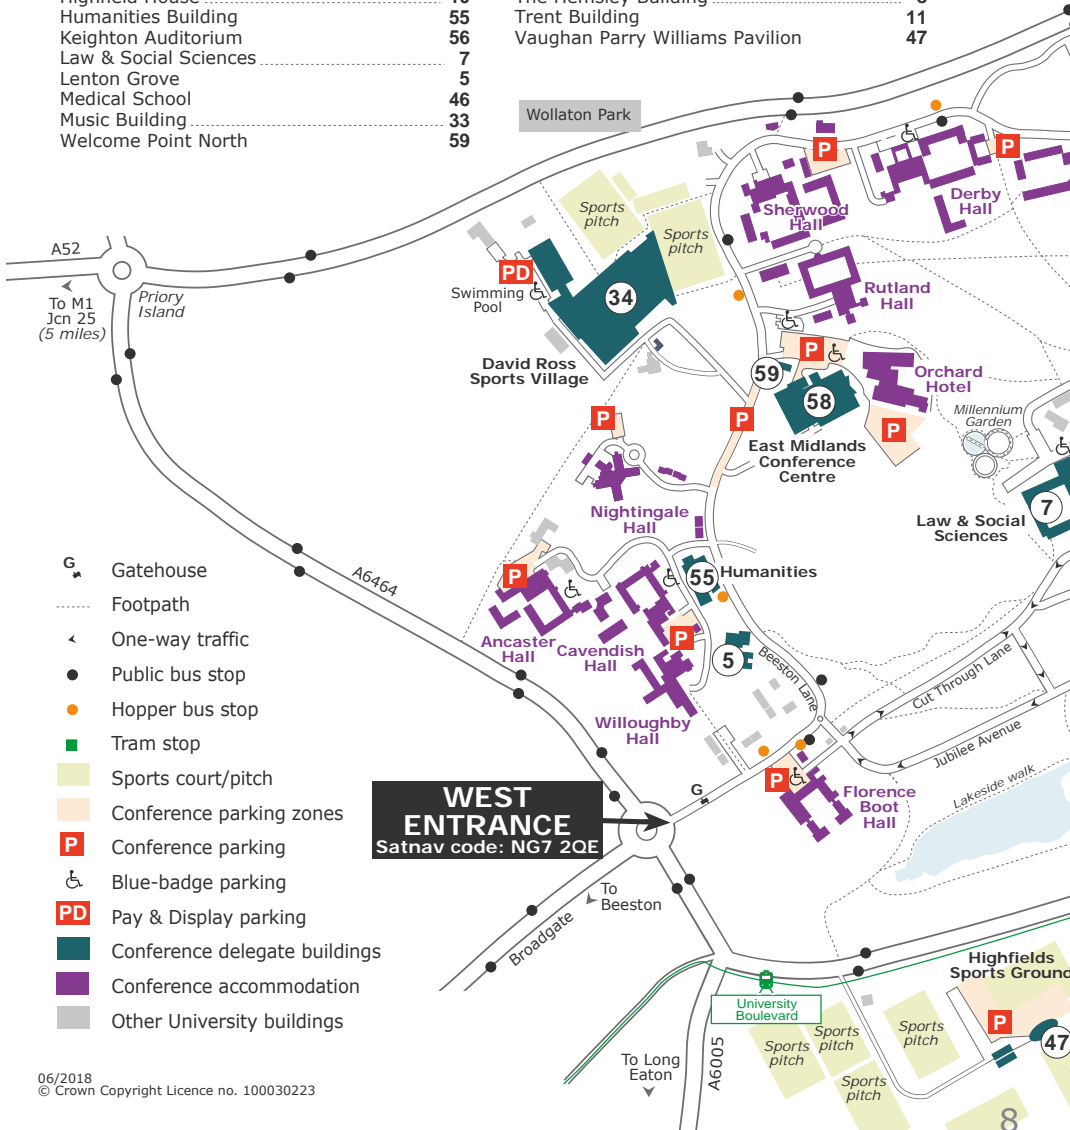 Highfield House
Humanities Building 55
Keighton Auditorium 56
Law & Social Sciences 7
Lenton Grove 5
Medical School 46
Music Building 33
Welcome Point North 59
The Hemsley Building
Trent Building 11
Vaughan Parry Williams Pavilion 47
Wollaton Park
P
P
Sherwood
Hall
Derby
Hall
Sports
pitch
Sports
pitch
A52
To M1
Jcn 25
(5 miles)
Priory
Island
PD
Swimming
Pool
34
Rutland
Hall
David Ross
Sports Village
P
59
58
Orchard
Hotel
P
P
P
East Midlands
Conference
Centre
Millennium
Garden
Nightingale
Hall
Law & Social
Sciences
7
A6464
P
55
Humanities
Ancaster
Hall
Cavendish
Hall
P
5
Beeston Lane
Willoughby
Hall
Cut Through Lane
Jubilee Avenue
Lakeside walk
G
P
Florence
Boot
Hall
WEST
ENTRANCE
Satnav code: NG7 2QE
To
Beeston
Broadgate
University
Boulevard
Highfields
Sports Ground
P
47
Sports
pitch
Sports
pitch
Sports
pitch
Sports
pitch
To Long
Eaton
A6005
G Gatehouse
Footpath
One-way traffic
Public bus stop
Hopper bus stop
Tram stop
Sports court/pitch
Conference parking zones
P Conference parking
Blue-badge parking
PD Pay & Display parking
Conference delegate buildings
Conference accommodation
Other University buildings
06/2018
© Crown Copyright Licence no. 100030223
8